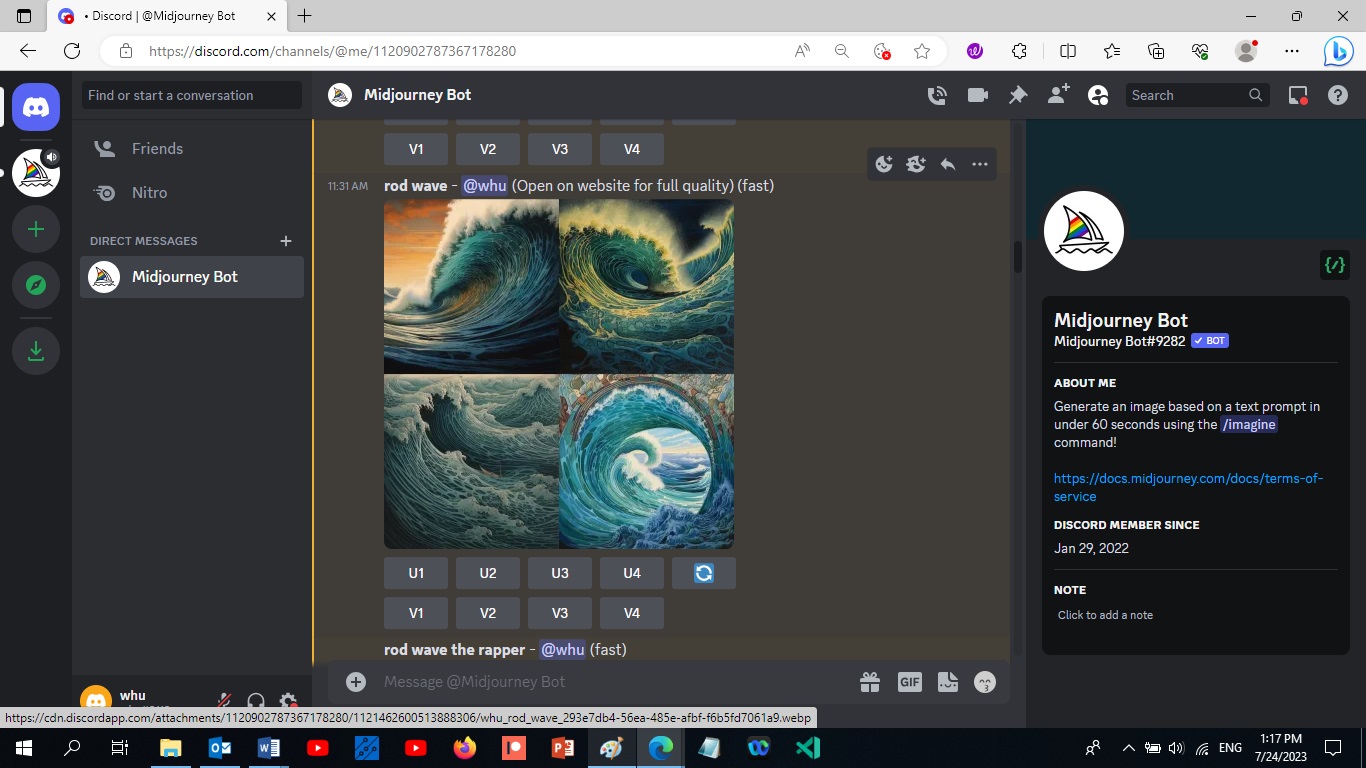 • Discord | @Midjourney Bot
https://discord.com/channels/@me/1120902787367178280
Find or start a conversation
Midjourney Bot
Search
Friends
Nitro
DIRECT MESSAGES
Midjourney Bot
whu
V1 V2 V3 V4
11:31 AM rod wave - @whu (Open on website for full quality) (fast)
U1 U2 U3 U4
V1 V2 V3 V4
rod wave the rapper - @whu (fast)
Message @Midjourney Bot
GIF
Midjourney Bot
Midjourney Bot#9282 BOT
ABOUT ME
Generate an image based on a text prompt in
under 60 seconds using the /imagine
command!
https://docs.midjourney.com/docs/terms-of-
service
DISCORD MEMBER SINCE
Jan 29, 2022
NOTE
Click to add a note
https://cdn.discordapp.com/attachments/1120902787367178280/1121462600513888306/whu_rod_wave_293e7db4-56ea-485e-afbf-f6b5fd7061a9.webp
ENG
1:17 PM
7/24/2023